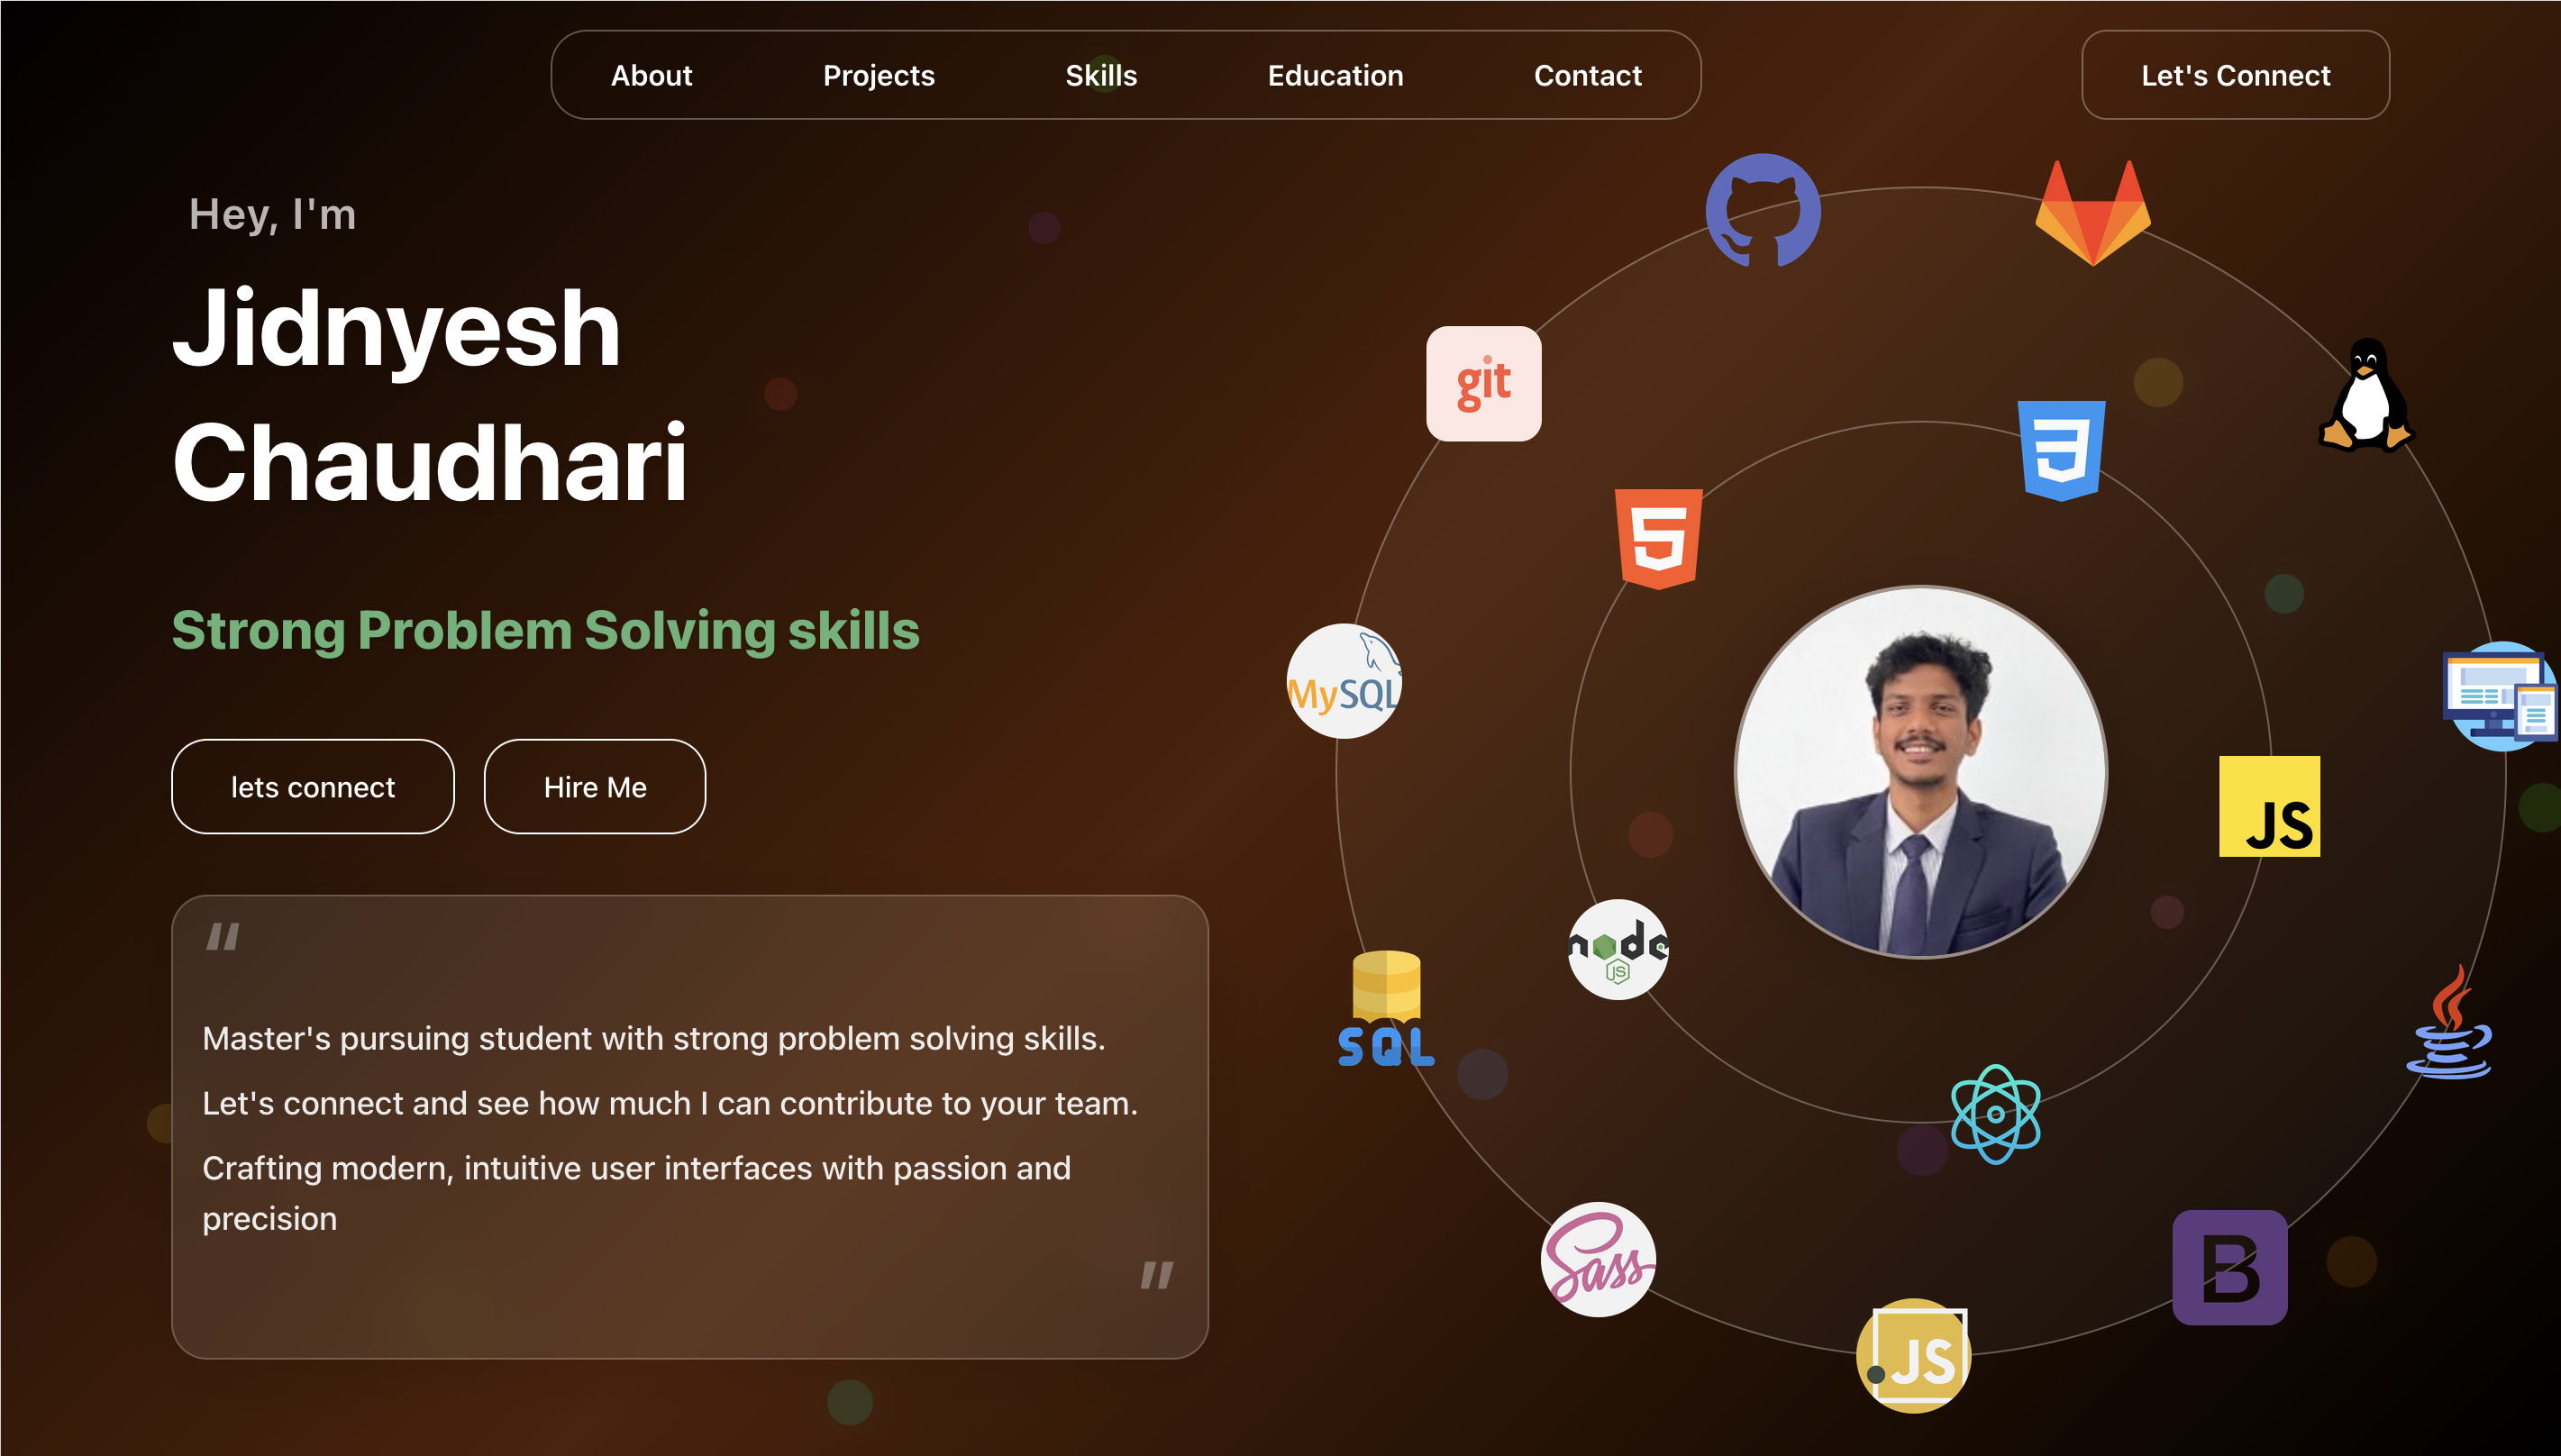 About Projects Skills Education Contact
Let's Connect
Hey, I'm
Jidnyesh
Chaudhari
Strong Problem Solving skills
lets connect
Hire Me
"
Master's pursuing student with strong problem solving skills.
Let's connect and see how much I can contribute to your team.
Crafting modern, intuitive user interfaces with passion and
precision
"
git
MySQL
SQL
Sass
JS
B
5
3
JS
node
JS